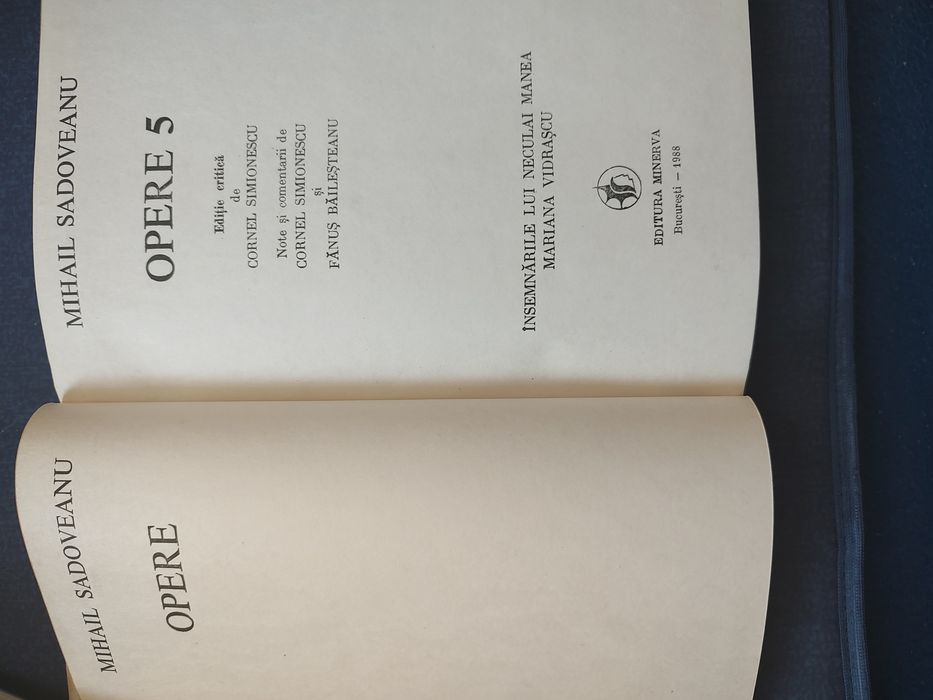 MIHAIL SADOVEANU
OPERE
MIHAIL SADOVEANU
OPERE 5
Ediție critică
de
CORNEL SIMIONESCU
Note și comentarii de
CORNEL SIMIONESCU
și
FĂNUȘ BĂILEȘTEANU
ÎNSEMNĂRILE LUI NECULAI MANEA
MARIANA VIDRAȘCU
EDITURA MINERVA
București – 1988